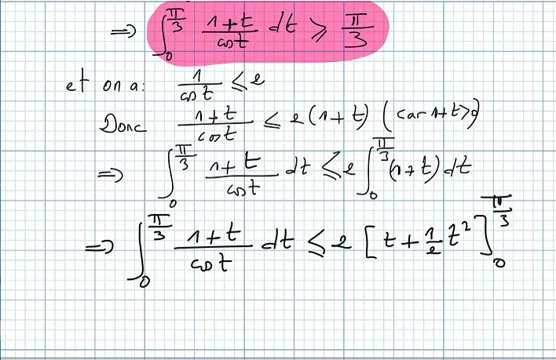 ⇒ ∫₀^{π/3} (1+t)/(cos t) dt ≥ π/3
et on a: 1/(cos t) ≤ 2
Donc (1+t)/(cos t) ≤ 2(1+t) (car 1+t>0)
⇒ ∫₀^{π/3} (1+t)/(cos t) dt ≤ 2 ∫₀^{π/3} (1+t) dt
⇒ ∫₀^{π/3} (1+t)/(cos t) dt ≤ 2 [t + 1/2 t²]₀^{π/3}